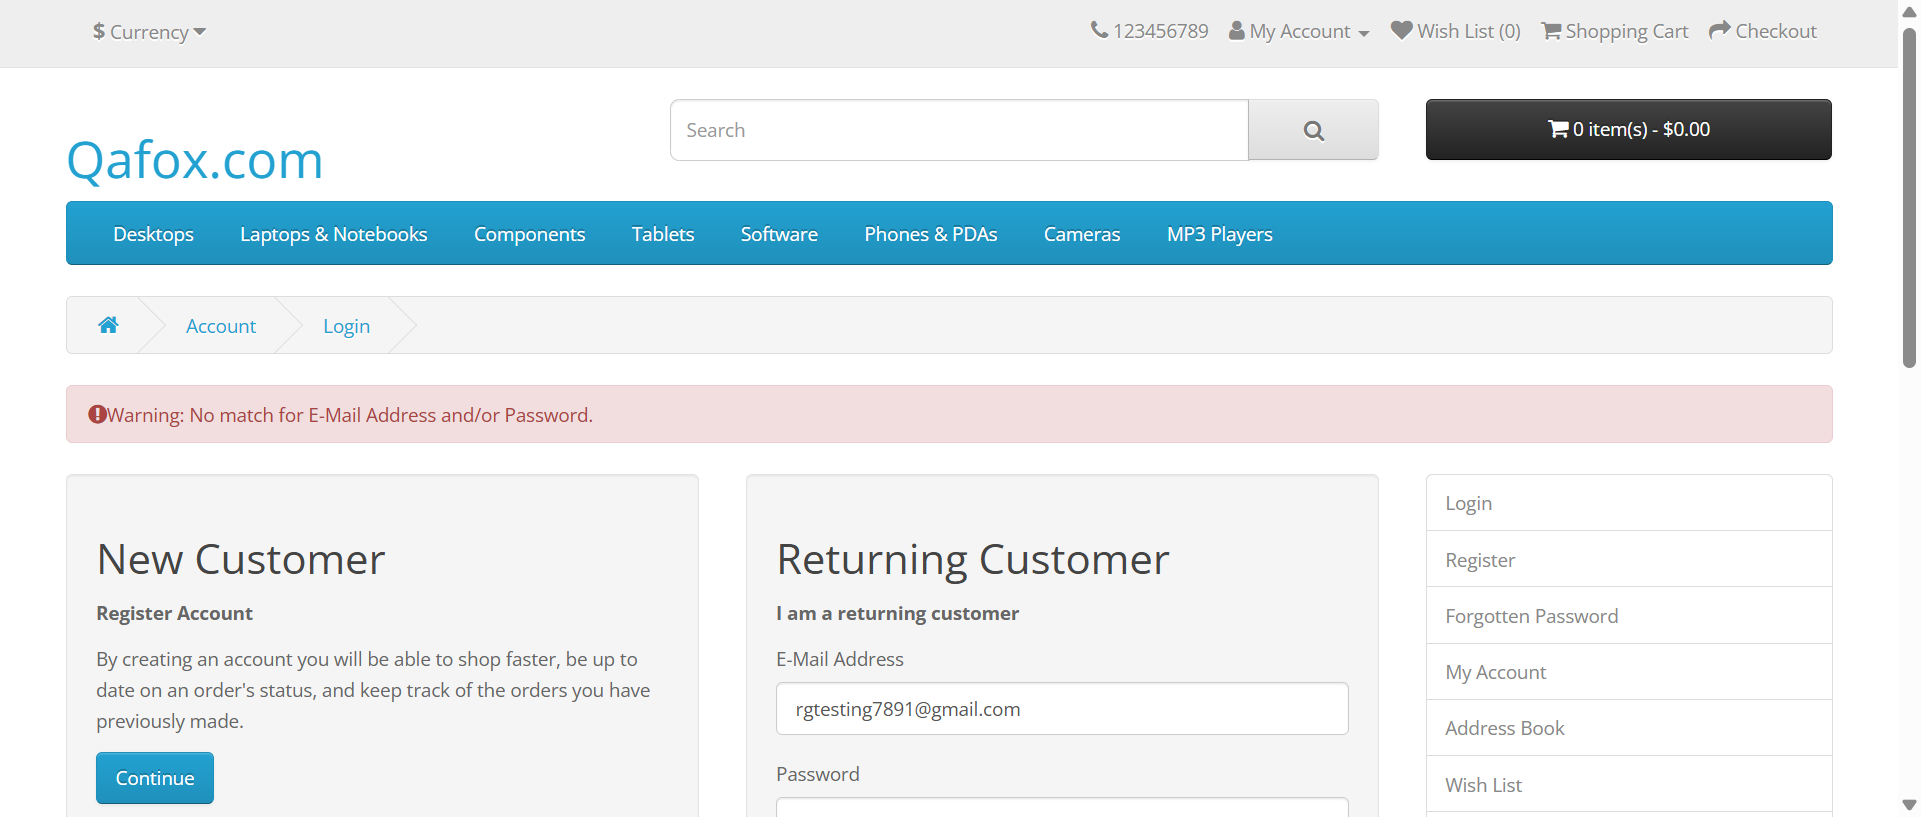 $ Currency
123456789 My Account Wish List (0) Shopping Cart Checkout
Qafox.com
Search
0 item(s) - $0.00
Desktops Laptops & Notebooks Components Tablets Software Phones & PDAs Cameras MP3 Players
Account Login
Warning: No match for E-Mail Address and/or Password.
New Customer
Register Account
By creating an account you will be able to shop faster, be up to
date on an order's status, and keep track of the orders you have
previously made.
Continue
Returning Customer
I am a returning customer
E-Mail Address
rgtesting7891@gmail.com
Password
Login
Register
Forgotten Password
My Account
Address Book
Wish List